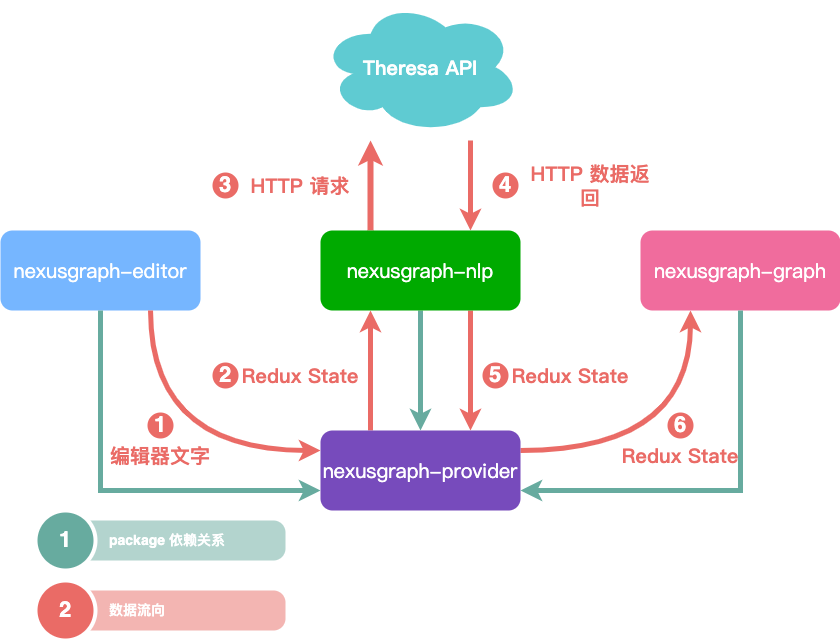 Theresa API
3 HTTP 请求
4 HTTP 数据返
回
nexusgraph-editor
nexusgraph-nlp
nexusgraph-graph
2 Redux State
5 Redux State
1
编辑器文字
6
Redux State
nexusgraph-provider
1 package 依赖关系
2 数据流向